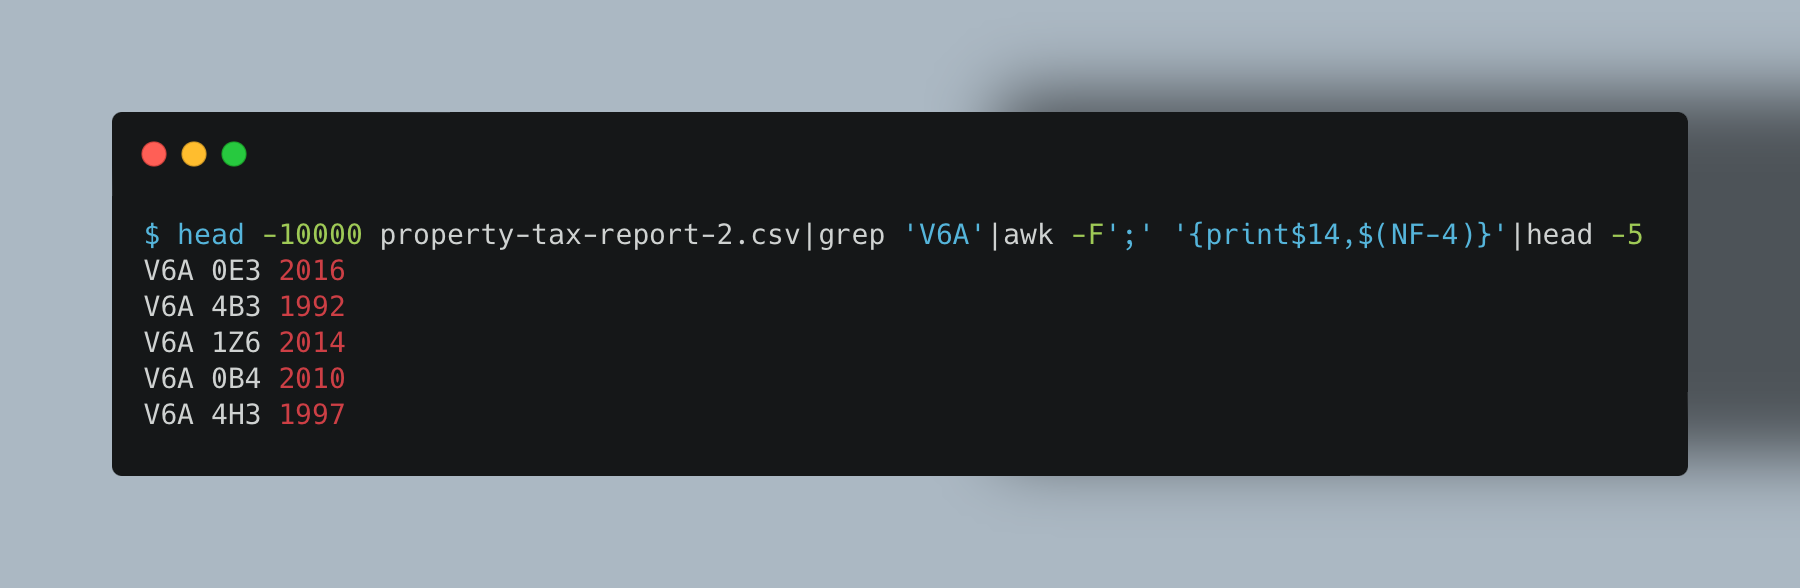 $ head -10000 property-tax-report-2.csv|grep 'V6A'|awk -F';' '{print$14,$(NF-4)}'|head -5
V6A 0E3 2016
V6A 4B3 1992
V6A 1Z6 2014
V6A 0B4 2010
V6A 4H3 1997